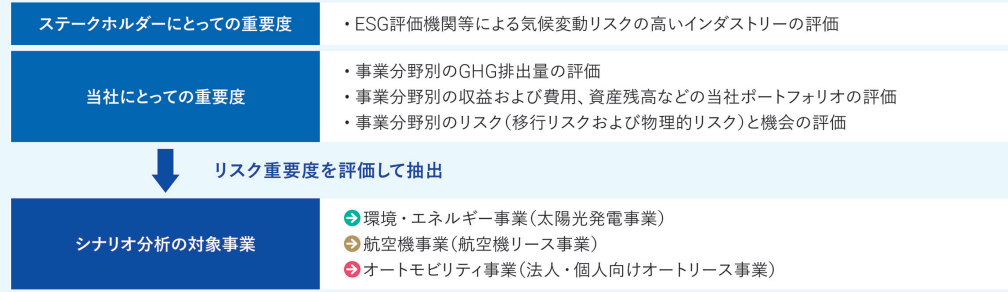 ステークホルダーにとっての重要度
・ESG評価機関等による気候変動リスクの高いインダストリーの評価
当社にとっての重要度
・事業分野別のGHG排出量の評価
・事業分野別の収益および費用、資産残高などの当社ポートフォリオの評価
・事業分野別のリスク(移行リスクおよび物理的リスク)と機会の評価
リスク重要度を評価して抽出
シナリオ分析の対象事業
環境・エネルギー事業(太陽光発電事業)
航空機事業(航空機リース事業)
オートモビリティ事業(法人・個人向けオートリース事業)